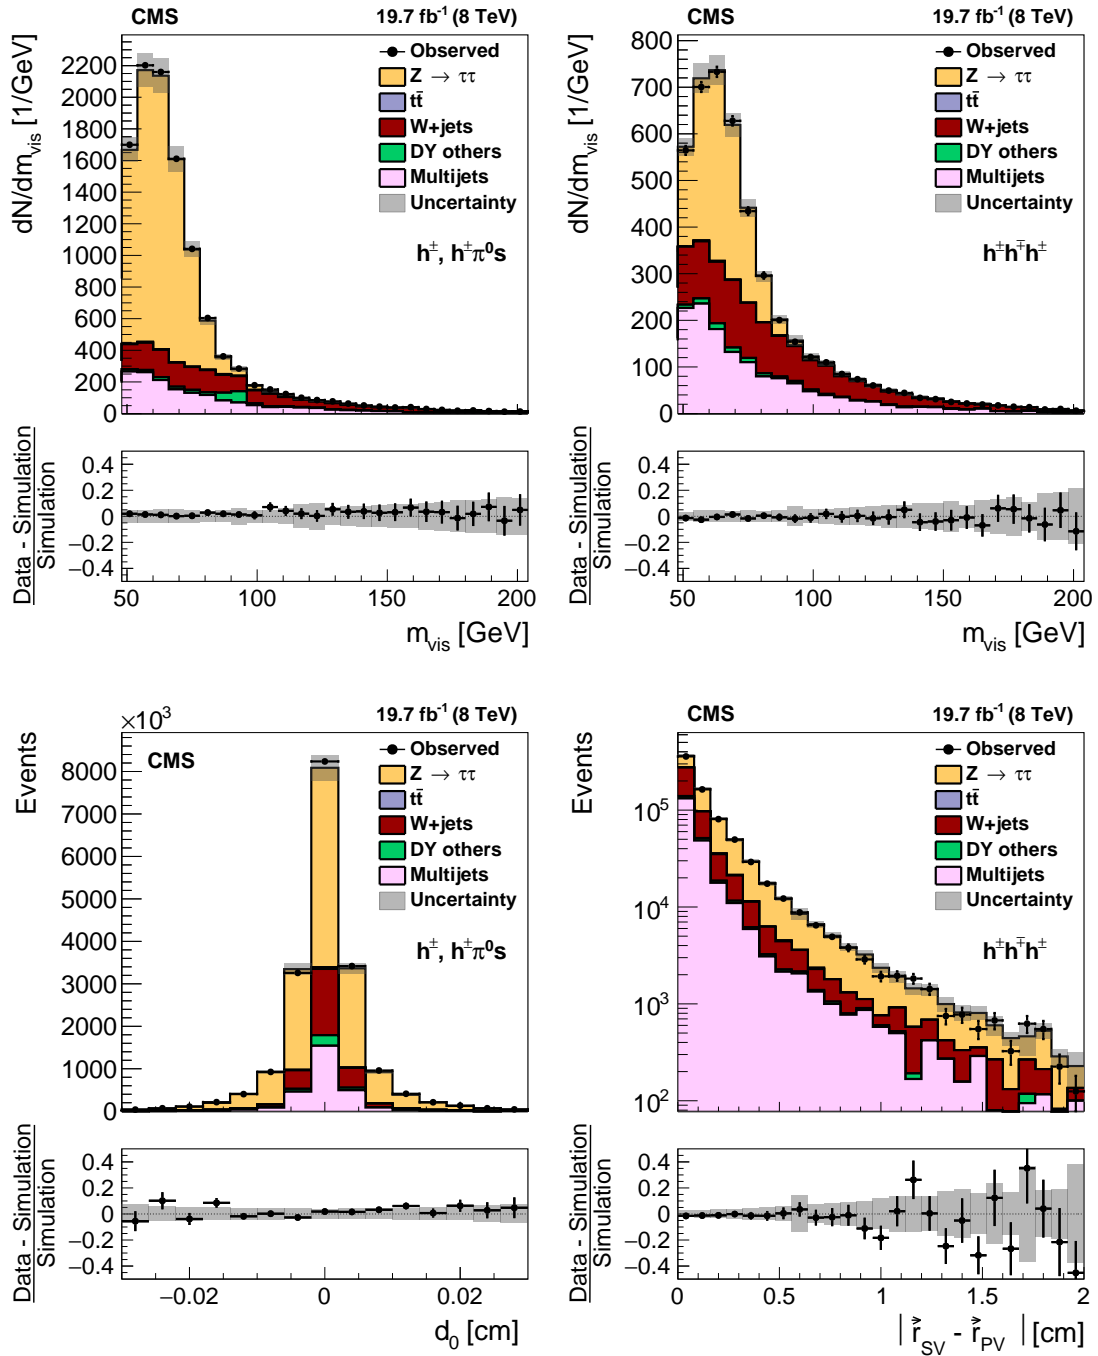 CMS 19.7 fb⁻¹ (8 TeV)
dN/dm_vis [1/GeV]
2200
2000
1800
1600
1400
1200
1000
800
600
400
200
0
Observed
Z → ττ
tt̄
W+jets
DY others
Multijets
Uncertainty
h±, h±π⁰s
Data - Simulation
Simulation
0.4
0.2
0
−0.2
−0.4
50 100 150 200
m_vis [GeV]
CMS 19.7 fb⁻¹ (8 TeV)
dN/dm_vis [1/GeV]
800
700
600
500
400
300
200
100
0
Observed
Z → ττ
tt̄
W+jets
DY others
Multijets
Uncertainty
h±h∓h±
Data - Simulation
Simulation
0.4
0.2
0
−0.2
−0.4
50 100 150 200
m_vis [GeV]
×10³ 19.7 fb⁻¹ (8 TeV)
CMS
Events
8000
7000
6000
5000
4000
3000
2000
1000
0
Observed
Z → ττ
tt̄
W+jets
DY others
Multijets
Uncertainty
h±, h±π⁰s
Data - Simulation
Simulation
0.4
0.2
0
−0.2
−0.4
−0.02 0 0.02
d₀ [cm]
CMS 19.7 fb⁻¹ (8 TeV)
Events
10⁵
10⁴
10³
10²
Observed
Z → ττ
tt̄
W+jets
DY others
Multijets
Uncertainty
h±h∓h±
Data - Simulation
Simulation
0.4
0.2
0
−0.2
−0.4
0 0.5 1 1.5 2
| r⃗_SV - r⃗_PV | [cm]